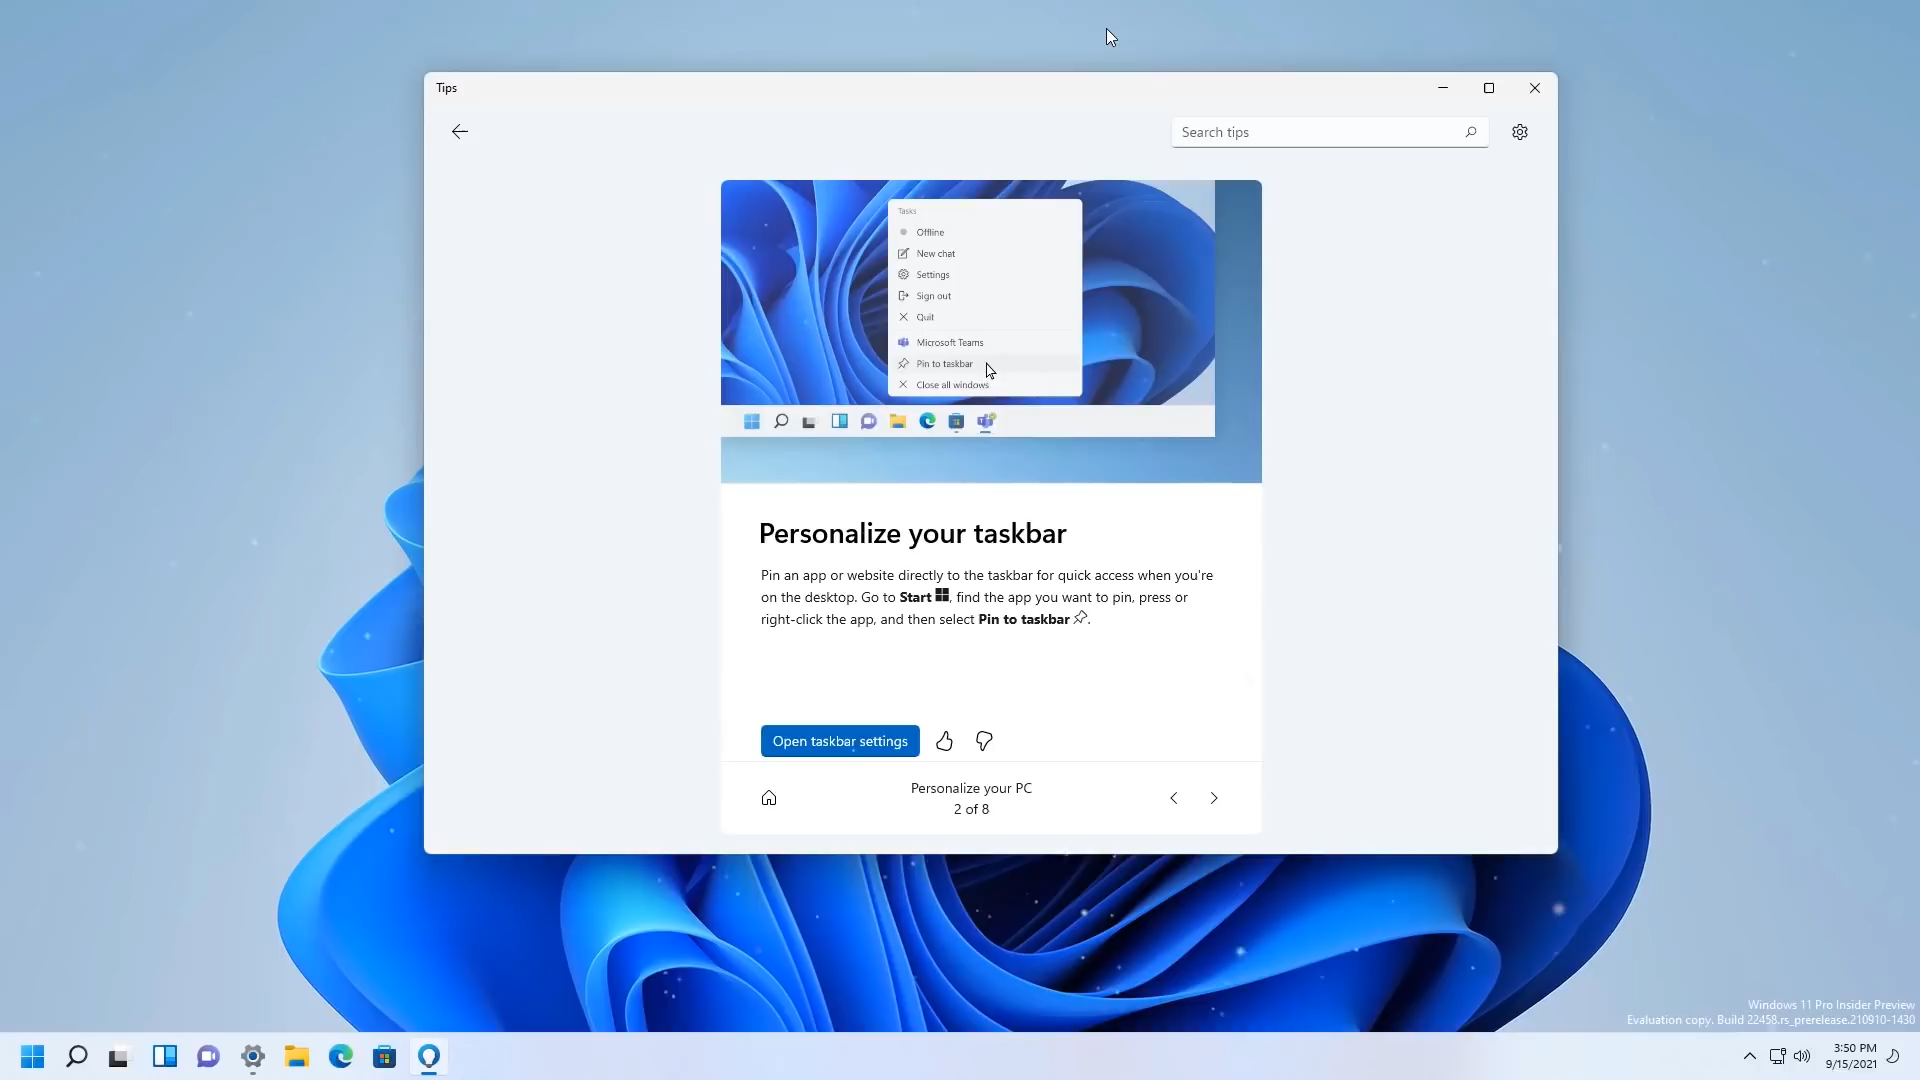 Tips
Search tips
Tasks
Offline
New chat
Settings
Sign out
Quit
Microsoft Teams
Pin to taskbar
Close all windows
Personalize your taskbar
Pin an app or website directly to the taskbar for quick access when you're
on the desktop. Go to Start , find the app you want to pin, press or
right-click the app, and then select Pin to taskbar .
Open taskbar settings
Personalize your PC
2 of 8
Windows 11 Pro Insider Preview
Evaluation copy. Build 22458.rs_prerelease.210910-1430
3:50 PM
9/15/2021